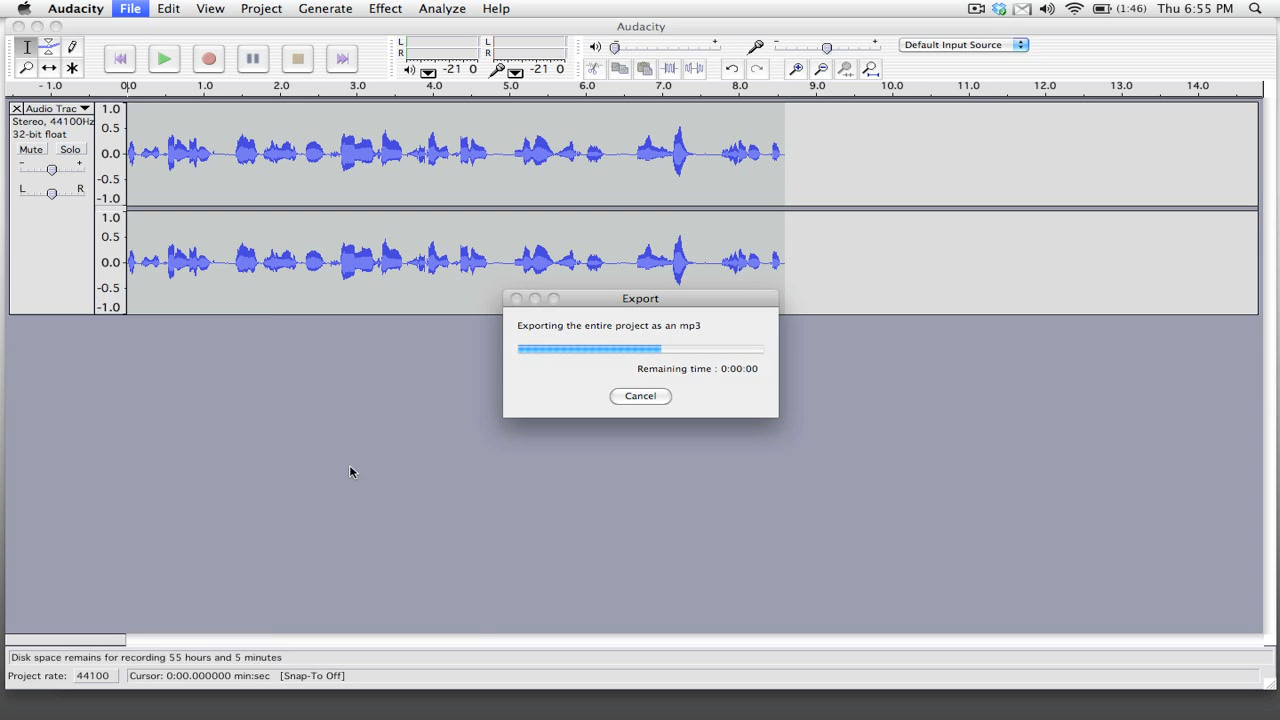 Audacity File Edit View Project Generate Effect Analyze Help (1:46) Thu 6:55 PM
Audacity
L R -21 0 L R -21 0 - + - + Default Input Source
- 1.0 0.0 1.0 2.0 3.0 4.0 5.0 6.0 7.0 8.0 9.0 10.0 11.0 12.0 13.0 14.0
Audio Trac
Stereo, 44100Hz
32-bit float
Mute Solo
- +
L R
1.0
0.5
0.0
-0.5
-1.0
1.0
0.5
0.0
-0.5
-1.0
Export
Exporting the entire project as an mp3
Remaining time : 0:00:00
Cancel
Disk space remains for recording 55 hours and 5 minutes
Project rate: 44100 Cursor: 0:00.000000 min:sec [Snap-To Off]